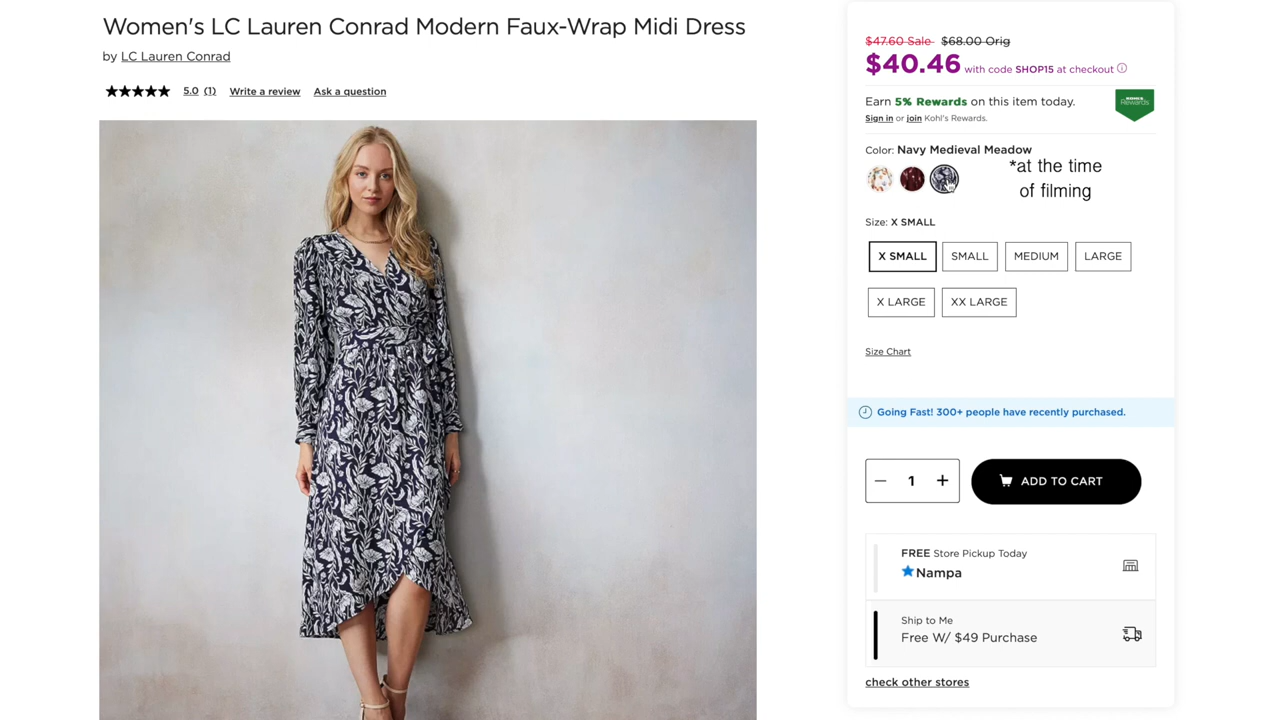 Women's LC Lauren Conrad Modern Faux-Wrap Midi Dress
by LC Lauren Conrad
5.0 (1) Write a review Ask a question
$47.60 Sale $68.00 Orig
$40.46 with code SHOP15 at checkout
Earn 5% Rewards on this item today.
Rewards
Sign in or join Kohl's Rewards.
Color: Navy Medieval Meadow
*at the time
of filming
Size: X SMALL
X SMALL SMALL MEDIUM LARGE
X LARGE XX LARGE
Size Chart
Going Fast! 300+ people have recently purchased.
1 ADD TO CART
FREE Store Pickup Today
Nampa
Ship to Me
Free W/ $49 Purchase
check other stores